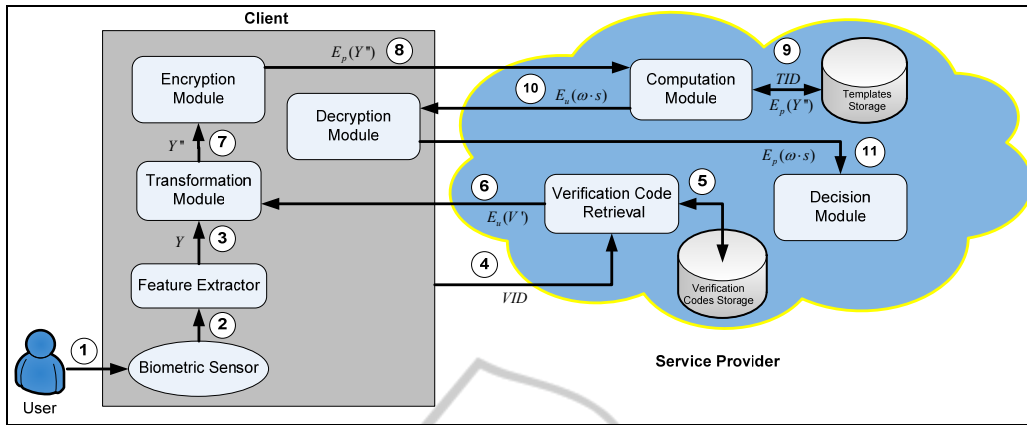 Client
Service Provider
User
1
Biometric Sensor
2
Feature Extractor
3
Y
Transformation
Module
7
Y''
Encryption
Module
E_p(Y'')
8
Decryption
Module
10
E_u(ω·s)
Computation
Module
9
TID
E_p(Y'')
Templates
Storage
11
E_p(ω·s)
Decision
Module
6
E_u(V')
Verification Code
Retrieval
5
Verification
Codes Storage
4
VID